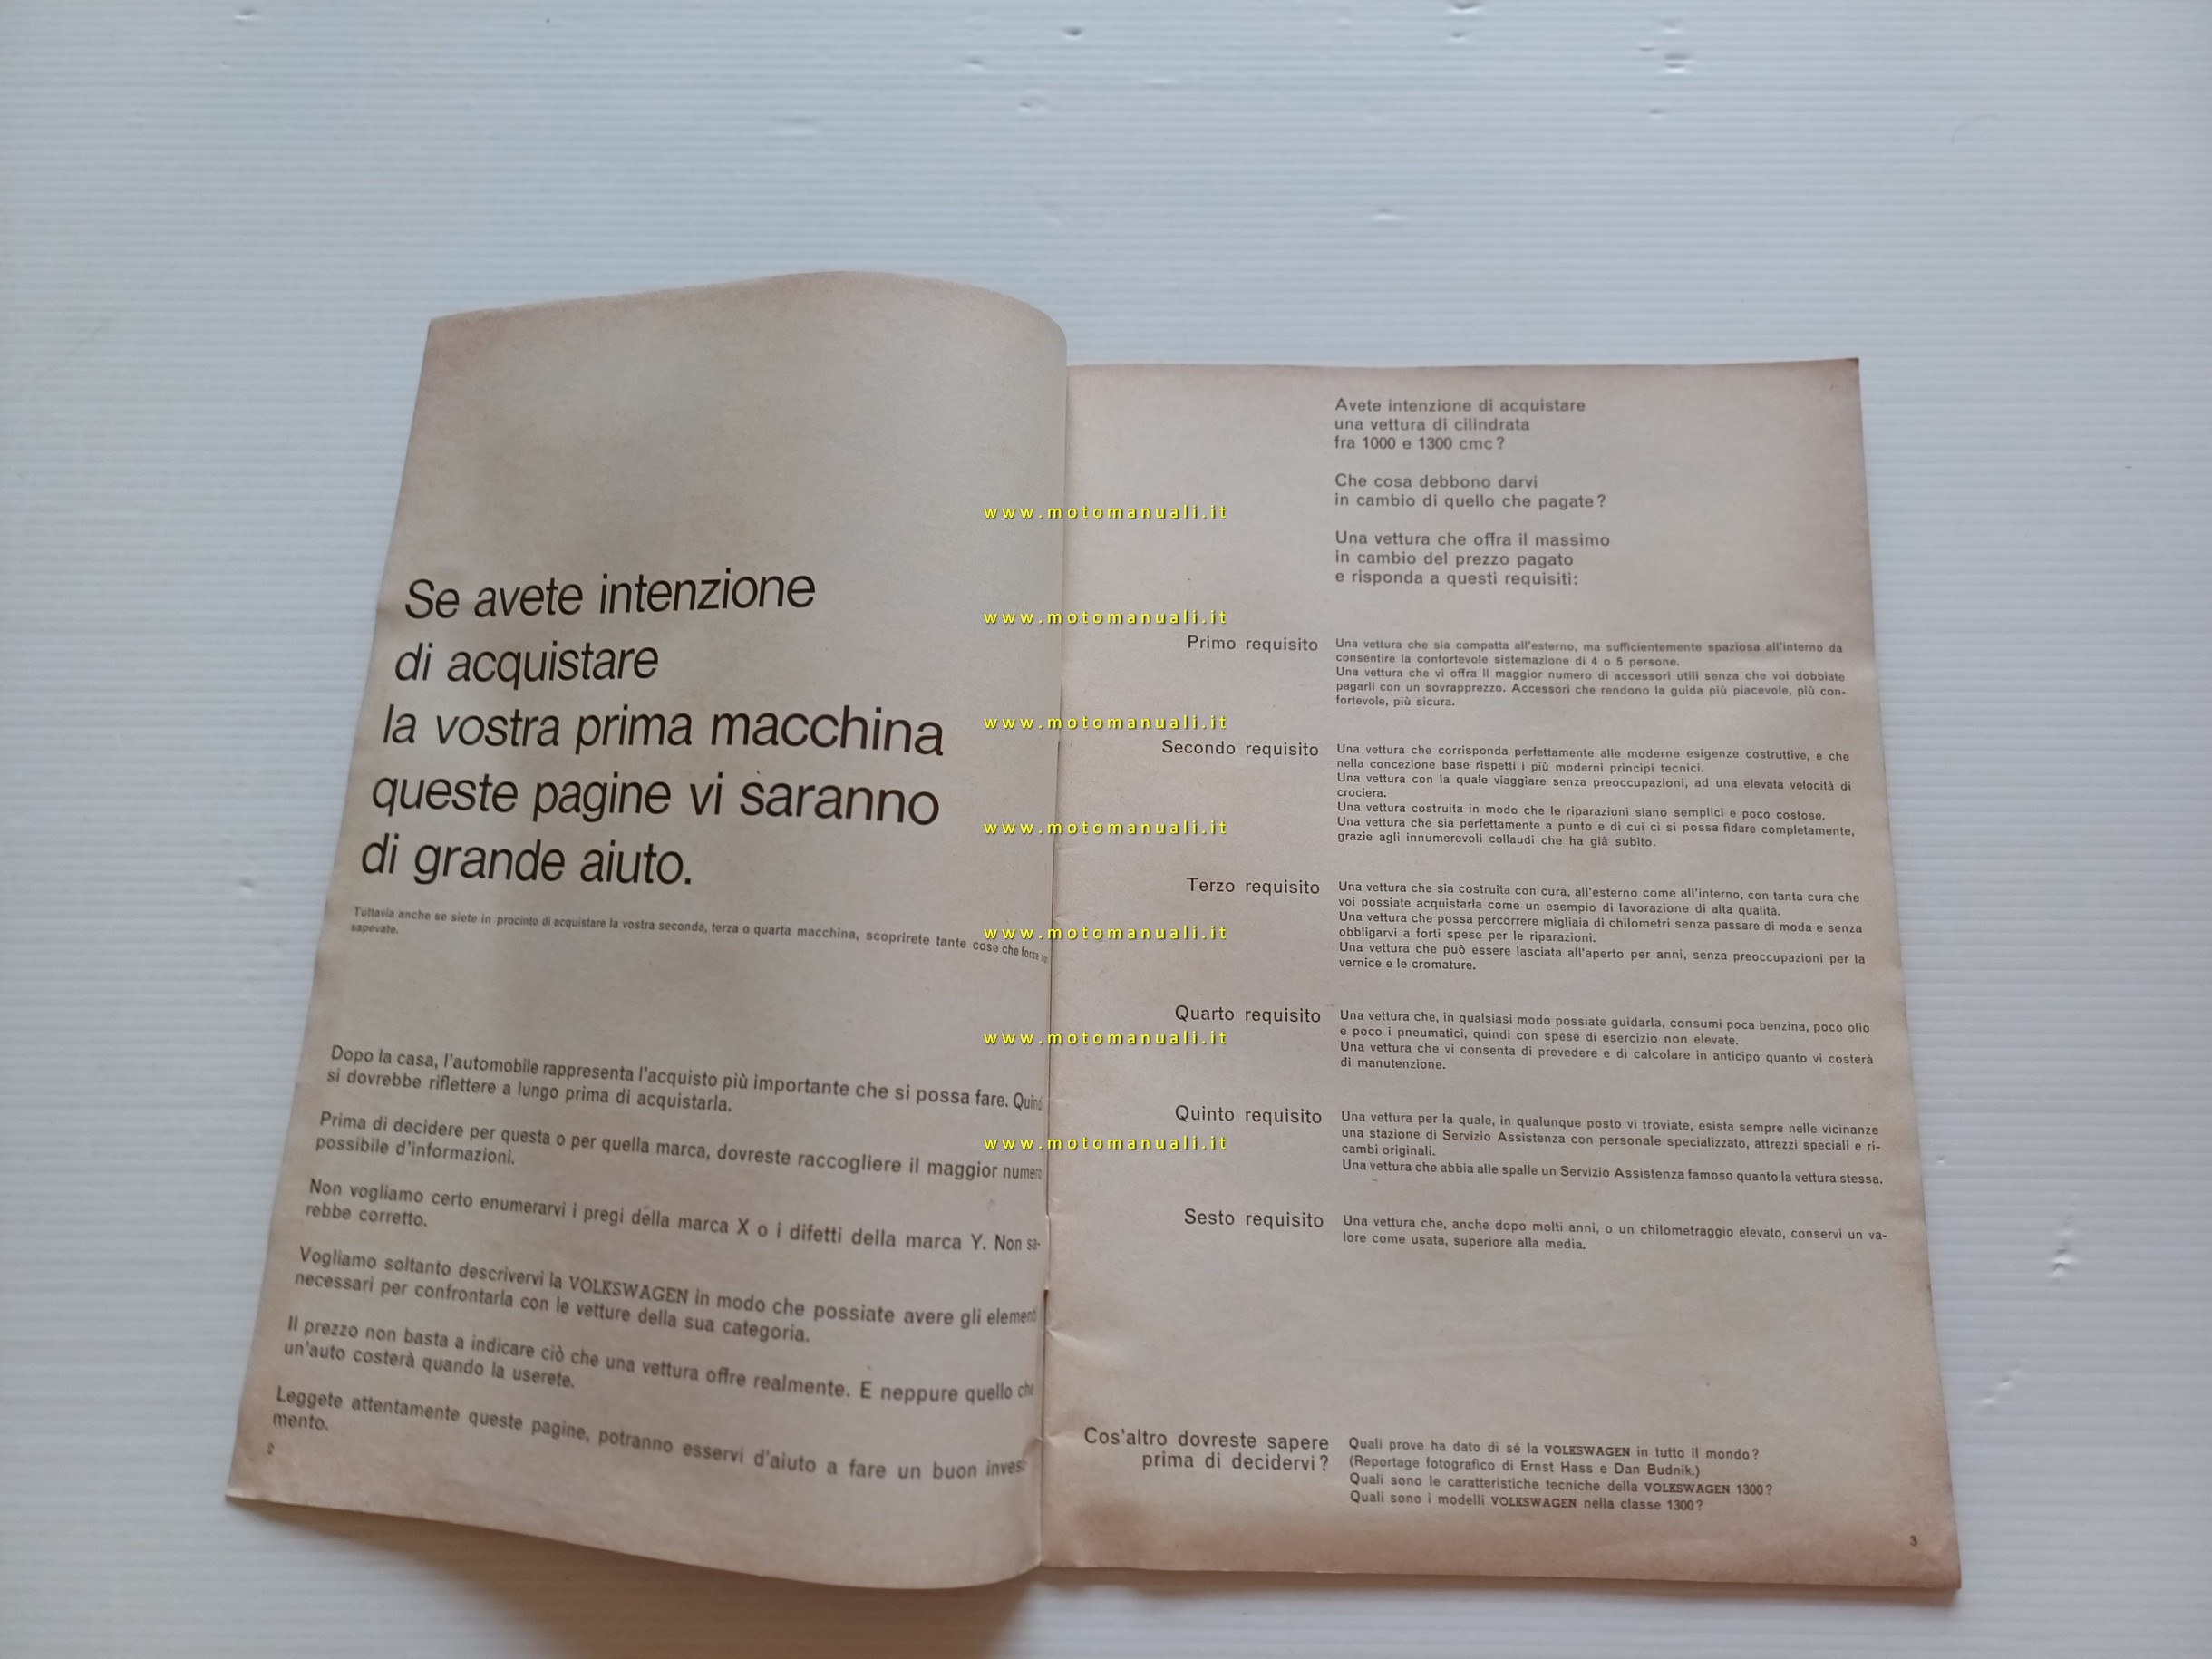 Se avete intenzione
di acquistare
la vostra prima macchina
queste pagine vi saranno
di grande aiuto.
Tuttavia anche se siete in procinto di acquistare la vostra seconda, terza o quarta macchina, scoprirete tante cose che forse
sapevate.
Dopo la casa, l'automobile rappresenta l'acquisto più importante che si possa fare. Quind
si dovrebbe riflettere a lungo prima di acquistarla.
Prima di decidere per questa o per quella marca, dovreste raccogliere il maggior numero
possibile d'informazioni.
Non vogliamo certo enumerarvi i pregi della marca X o i difetti della marca Y. Non sa-
rebbe corretto.
Vogliamo soltanto descrivervi la VOLKSWAGEN in modo che possiate avere gli elementi
necessari per confrontarla con le vetture della sua categoria.
Il prezzo non basta a indicare ciò che una vettura offre realmente. E neppure quello che
un'auto costerà quando la userete.
Leggete attentamente queste pagine, potranno esservi d'aiuto a fare un buon investi
mento.
2
Avete intenzione di acquistare
una vettura di cilindrata
fra 1000 e 1300 cmc?
Che cosa debbono darvi
in cambio di quello che pagate?
Una vettura che offra il massimo
in cambio del prezzo pagato
e risponda a questi requisiti:
Primo requisito
Una vettura che sia compatta all'esterno, ma sufficientemente spaziosa all'interno da
consentire la confortevole sistemazione di 4 o 5 persone.
Una vettura che vi offra il maggior numero di accessori utili senza che voi dobbiate
pagarli con un sovrapprezzo. Accessori che rendono la guida più piacevole, più con-
fortevole, più sicura.
Secondo requisito
Una vettura che corrisponda perfettamente alle moderne esigenze costruttive, e che
nella concezione base rispetti i più moderni principi tecnici.
Una vettura con la quale viaggiare senza preoccupazioni, ad una elevata velocità di
crociera.
Una vettura costruita in modo che le riparazioni siano semplici e poco costose.
Una vettura che sia perfettamente a punto e di cui ci si possa fidare completamente,
grazie agli innumerevoli collaudi che ha già subito.
Terzo requisito
Una vettura che sia costruita con cura, all'esterno come all'interno, con tanta cura che
voi possiate acquistarla come un esempio di lavorazione di alta qualità.
Una vettura che possa percorrere migliaia di chilometri senza passare di moda e senza
obbligarvi a forti spese per le riparazioni.
Una vettura che può essere lasciata all'aperto per anni, senza preoccupazioni per la
vernice e le cromature.
Quarto requisito
Una vettura che, in qualsiasi modo possiate guidarla, consumi poca benzina, poco olio
e poco i pneumatici, quindi con spese di esercizio non elevate.
Una vettura che vi consenta di prevedere e di calcolare in anticipo quanto vi costerà
di manutenzione.
Quinto requisito
Una vettura per la quale, in qualunque posto vi troviate, esista sempre nelle vicinanze
una stazione di Servizio Assistenza con personale specializzato, attrezzi speciali e ri-
cambi originali.
Una vettura che abbia alle spalle un Servizio Assistenza famoso quanto la vettura stessa.
Sesto requisito
Una vettura che, anche dopo molti anni, o un chilometraggio elevato, conservi un va-
lore come usata, superiore alla media.
Cos'altro dovreste sapere
prima di decidervi?
Quali prove ha dato di sé la VOLKSWAGEN in tutto il mondo?
(Reportage fotografico di Ernst Hass e Dan Budnik.)
Quali sono le caratteristiche tecniche della VOLKSWAGEN 1300?
Quali sono i modelli VOLKSWAGEN nella classe 1300?
3
www.motomanuali.it
www.motomanuali.it
www.motomanuali.it
www.motomanuali.it
www.motomanuali.it
www.motomanuali.it
www.motomanuali.it